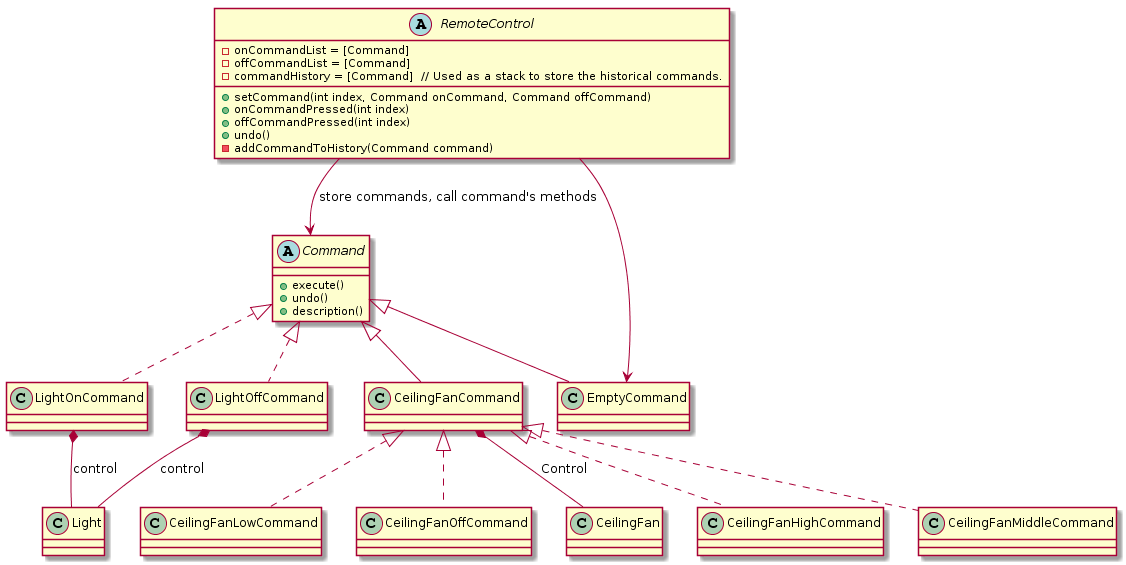 A RemoteControl
onCommandList = [Command]
offCommandList = [Command]
commandHistory = [Command]  // Used as a stack to store the historical commands.
setCommand(int index, Command onCommand, Command offCommand)
onCommandPressed(int index)
offCommandPressed(int index)
undo()
addCommandToHistory(Command command)
store commands, call command's methods
A Command
execute()
undo()
description()
C LightOnCommand
C LightOffCommand
C CeilingFanCommand
C EmptyCommand
control
control
Control
C Light
C CeilingFanLowCommand
C CeilingFanOffCommand
C CeilingFan
C CeilingFanHighCommand
C CeilingFanMiddleCommand